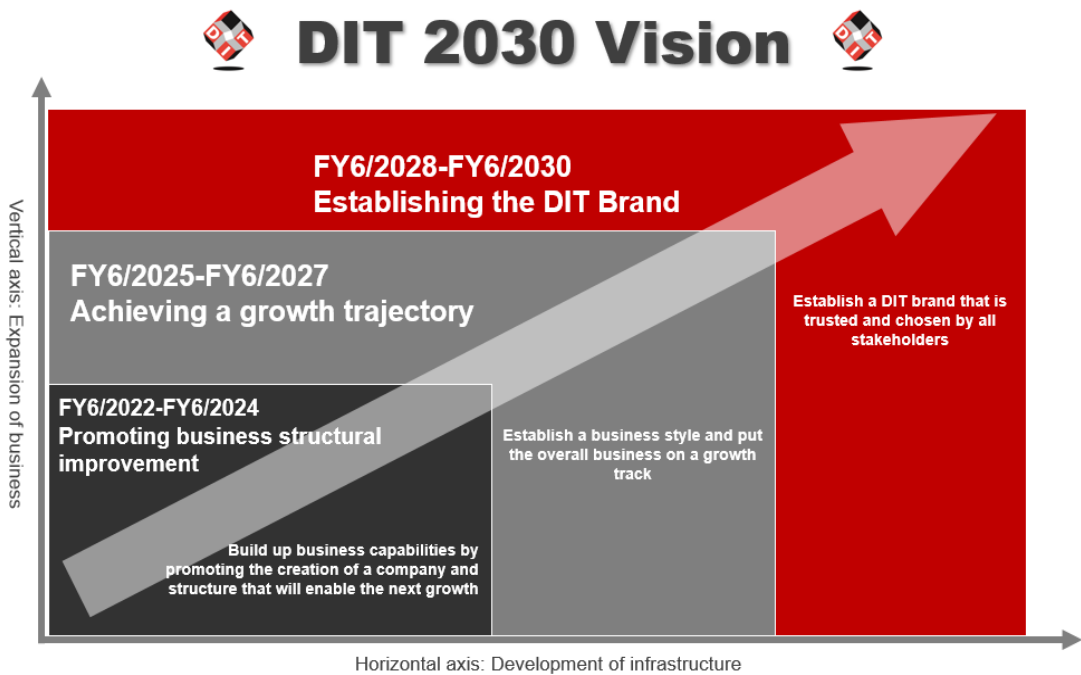 DIT 2030 Vision
DIT
DIT
FY6/2028-FY6/2030
Establishing the DIT Brand
FY6/2025-FY6/2027
Achieving a growth trajectory
Establish a DIT brand that is
trusted and chosen by all
stakeholders
FY6/2022-FY6/2024
Promoting business structural
improvement
Establish a business style and put
the overall business on a growth
track
Build up business capabilities by
promoting the creation of a company and
structure that will enable the next growth
Vertical axis: Expansion of business
Horizontal axis: Development of infrastructure